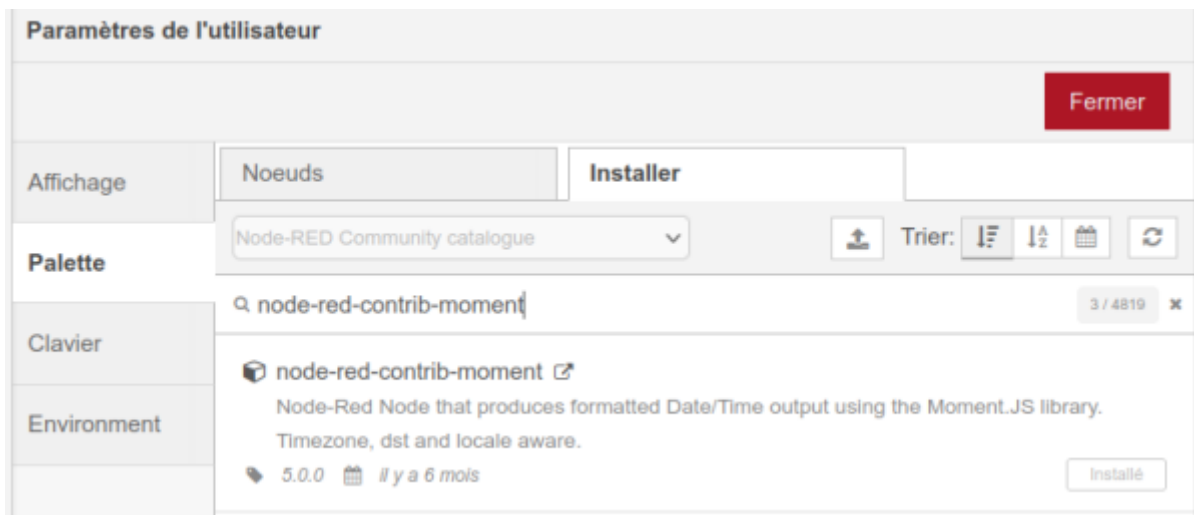 Paramètres de l'utilisateur
Fermer
Affichage
Noeuds
Installer
Node-RED Community catalogue
Trier:
Palette
node-red-contrib-moment
3 / 4819
Clavier
node-red-contrib-moment
Node-Red Node that produces formatted Date/Time output using the Moment.JS library.
Environment
Timezone, dst and locale aware.
5.0.0 il y a 6 mois
Installé